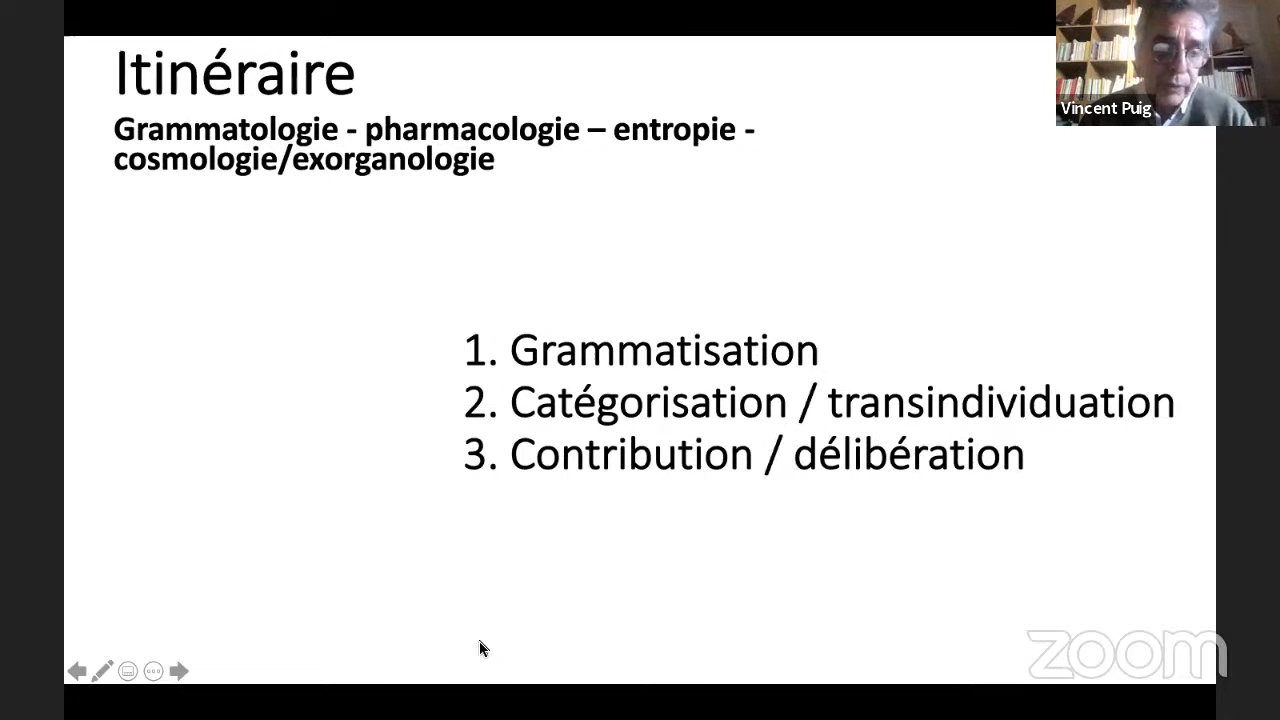 Itinéraire
Grammatologie - pharmacologie – entropie -
cosmologie/exorganologie
Vincent Puig
1. Grammatisation
2. Catégorisation / transindividuation
3. Contribution / délibération
zoom